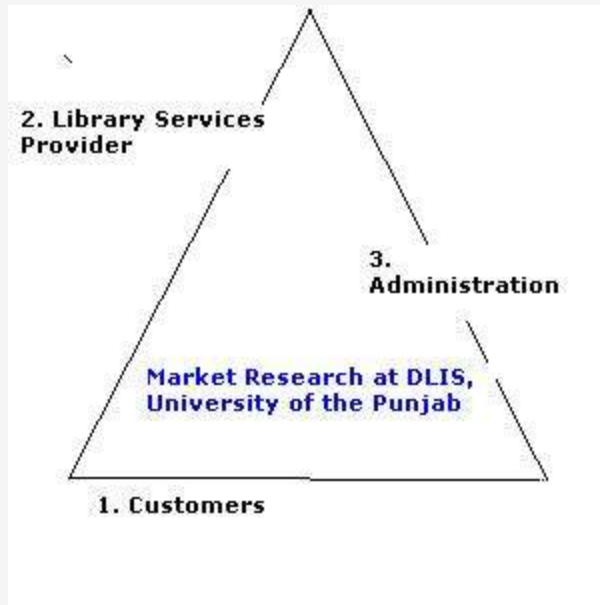 2. Library Services
Provider
3.
Administration
Market Research at DLIS,
University of the Punjab
1. Customers